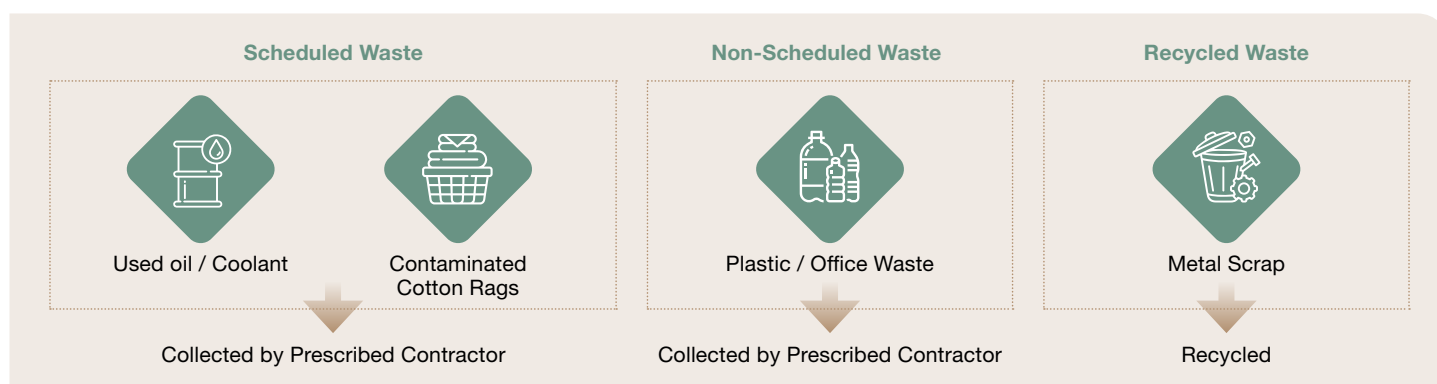 Scheduled Waste
Non-Scheduled Waste
Recycled Waste
Used oil / Coolant
Contaminated
Cotton Rags
Plastic / Office Waste
Metal Scrap
Collected by Prescribed Contractor
Collected by Prescribed Contractor
Recycled